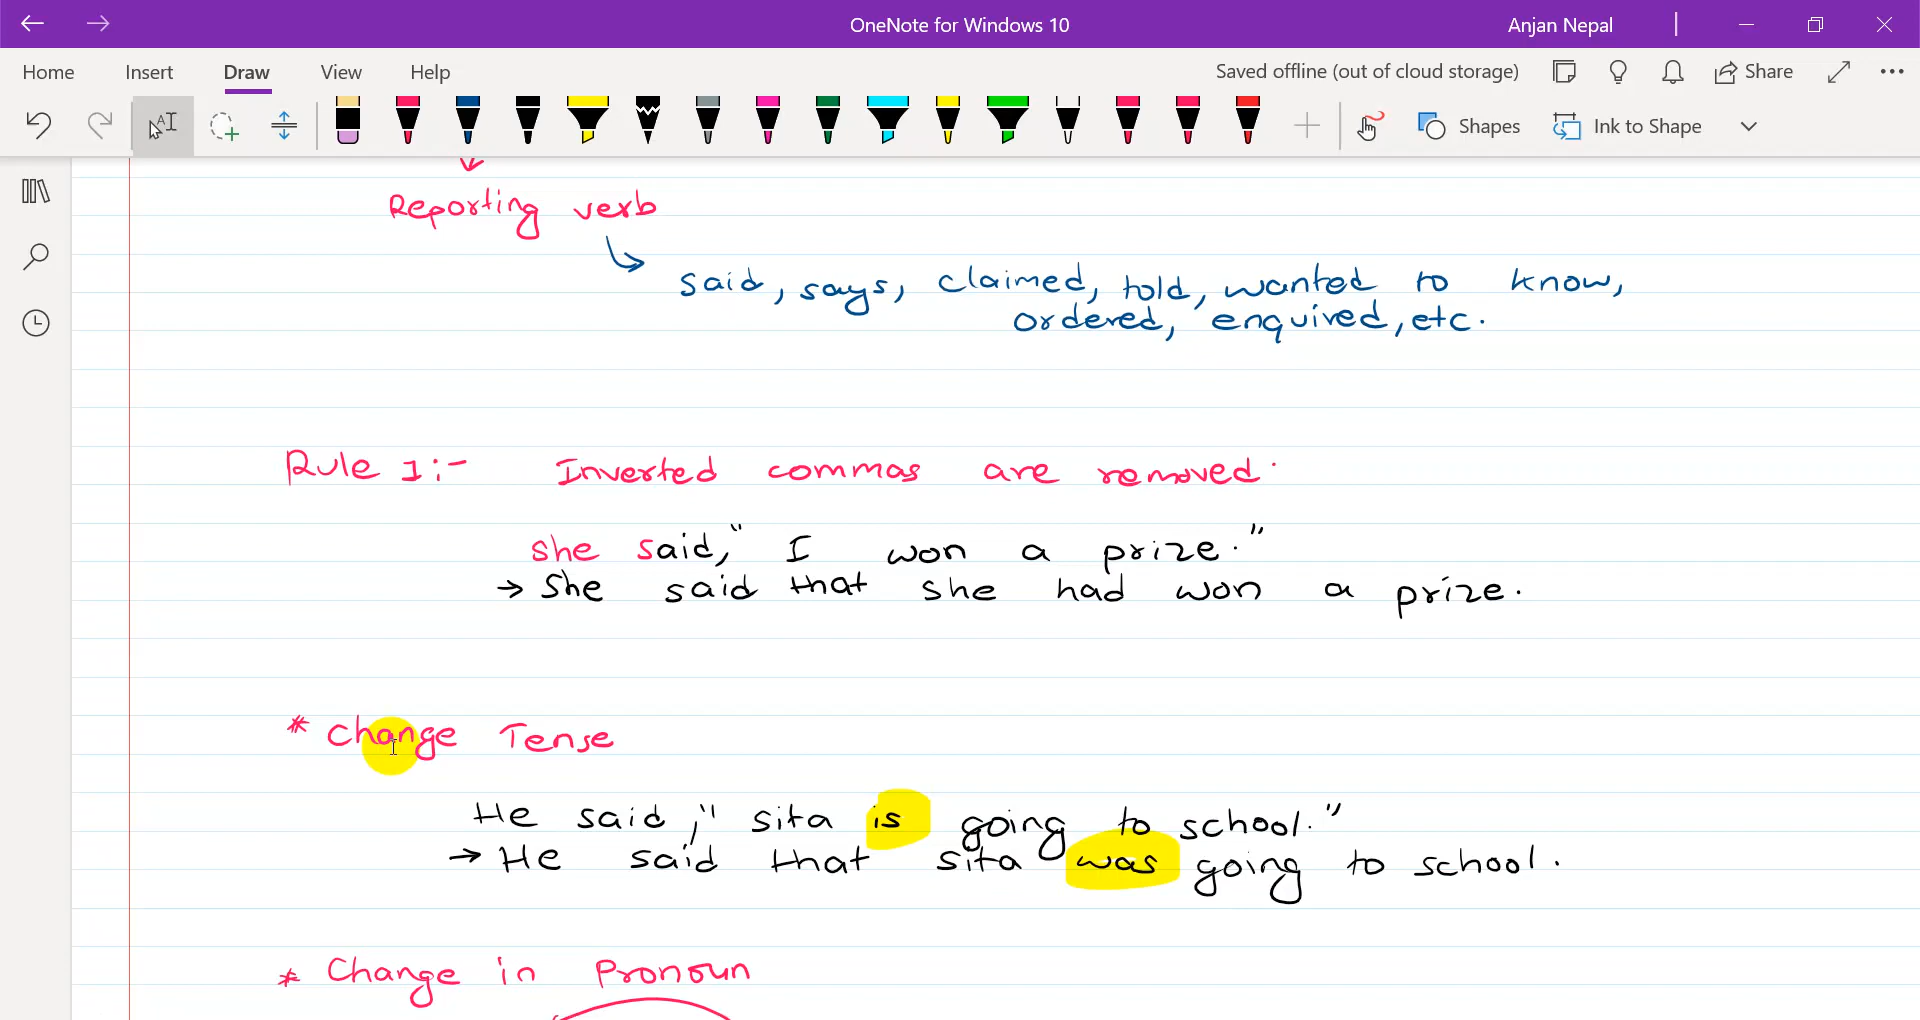 OneNote for Windows 10
Anjan Nepal
Home Insert Draw View Help
Saved offline (out of cloud storage) Share
Shapes Ink to Shape
Reporting verb
said, says, claimed, told, wanted to know,
ordered, enquired, etc.
Rule 1:- Inverted commas are removed.
She said," I won a prize."
→ She said that she had won a prize.
* Change Tense
He said," sita is going to school."
→ He said that sita was going to school.
* Change in Pronoun